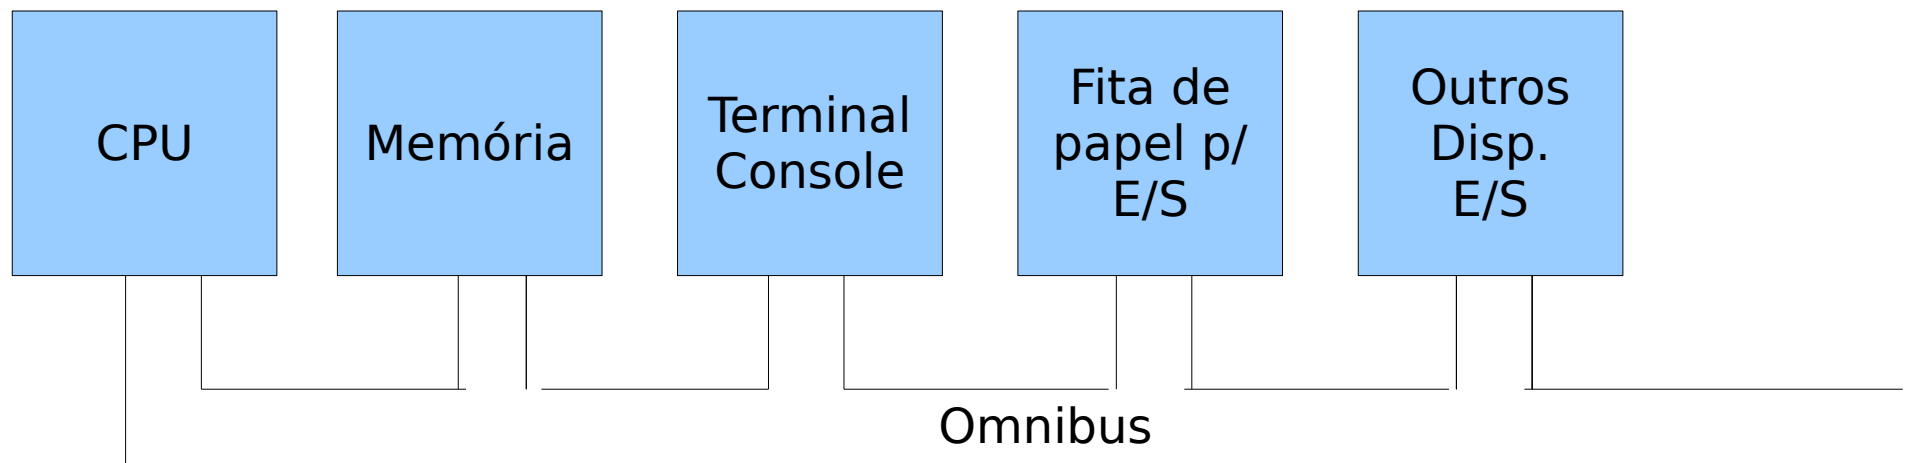 CPU
Memória
Terminal
Console
Fita de
papel p/
E/S
Outros
Disp.
E/S
Omnibus